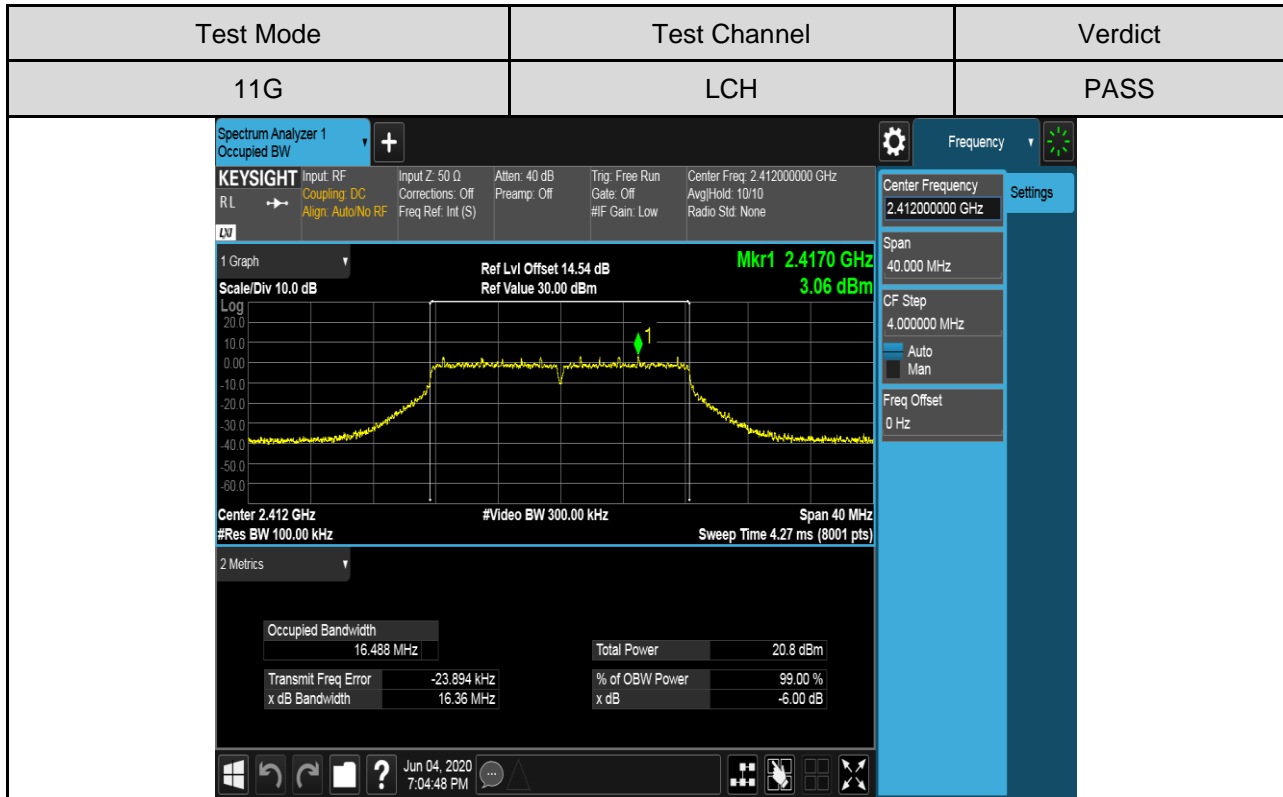 Test Mode Test Channel Verdict
11G LCH PASS
Spectrum Analyzer 1
Occupied BW
+
Frequency
KEYSIGHT
RL
LXI
Input: RF
Coupling: DC
Align: Auto/No RF
Input Z: 50 Ω
Corrections: Off
Freq Ref: Int (S)
Atten: 40 dB
Preamp: Off
Trig: Free Run
Gate: Off
#IF Gain: Low
Center Freq: 2.412000000 GHz
Avg|Hold: 10/10
Radio Std: None
Center Frequency
2.412000000 GHz
Settings
Span
40.000 MHz
CF Step
4.000000 MHz
Auto
Man
Freq Offset
0 Hz
1 Graph
Scale/Div 10.0 dB
Ref Lvl Offset 14.54 dB
Ref Value 30.00 dBm
Mkr1 2.4170 GHz
3.06 dBm
Log
20.0
10.0
0.00
-10.0
-20.0
-30.0
-40.0
-50.0
-60.0
1
Center 2.412 GHz
#Res BW 100.00 kHz
#Video BW 300.00 kHz
Span 40 MHz
Sweep Time 4.27 ms (8001 pts)
2 Metrics
Occupied Bandwidth
16.488 MHz
Total Power 20.8 dBm
Transmit Freq Error -23.894 kHz
% of OBW Power 99.00 %
x dB Bandwidth 16.36 MHz
x dB -6.00 dB
?
Jun 04, 2020
7:04:48 PM